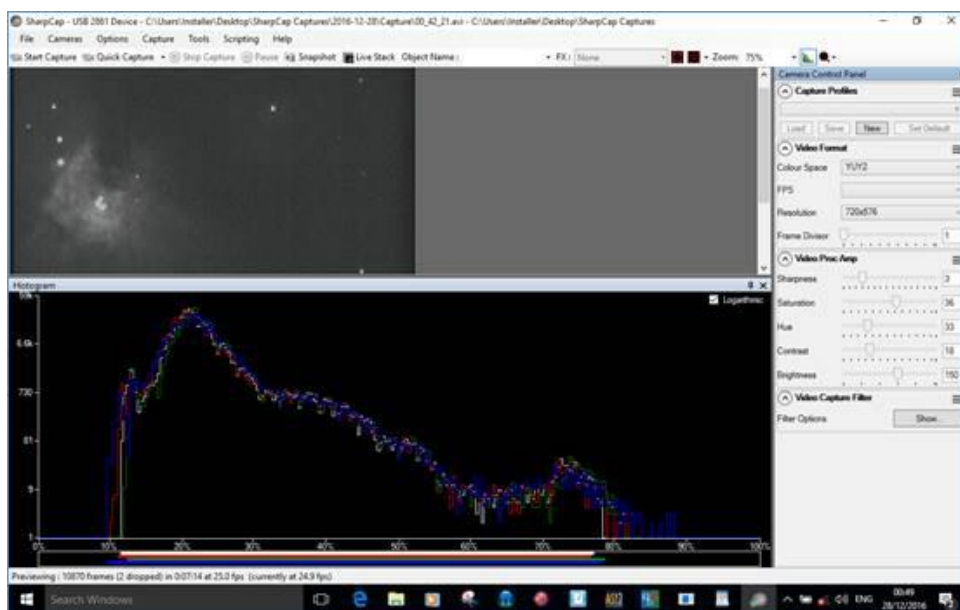 SharpCap - USB 2861 Device - C:\Users\Installer\Desktop\SharpCap Captures\2016-12-28\Capture\00_42_21.avi - C:\Users\Installer\Desktop\SharpCap Captures
File Cameras Options Capture Tools Scripting Help
Start Capture Quick Capture Stop Capture Pause Snapshot Live Stack Object Name: FX: None Zoom: 75%
Camera Control Panel
Capture Profiles
Load Save New Set Default
Video Format
Colour Space YUY2
FPS
Resolution 720x576
Frame Divisor 1
Video Proc Amp
Sharpness 3
Saturation 36
Hue 33
Contrast 18
Brightness 150
Video Capture Filter
Filter Options Show...
Histogram
Logarithmic
6.6k
730
81
9
1
0% 10% 20% 30% 40% 50% 60% 70% 80% 90% 100%
Previewing : 10870 frames (2 dropped) in 0:07:14 at 25.0 fps (currently at 24.9 fps)
Search Windows
ENG
00:49
28/12/2016